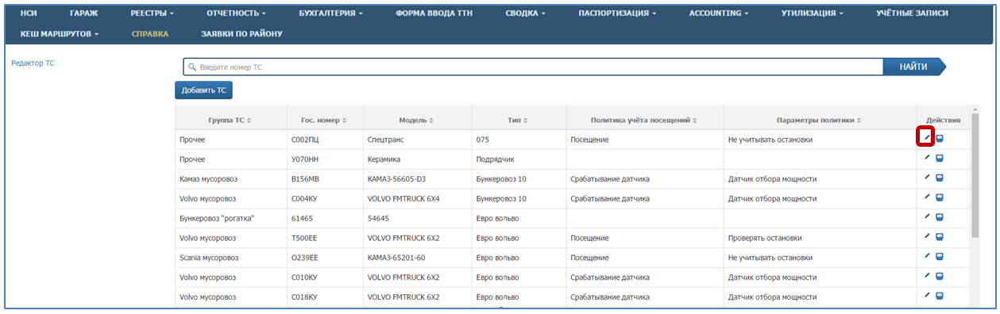 НСИ ГАРАЖ РЕЕСТРЫ ОТЧЕТНОСТЬ БУХГАЛТЕРИЯ ФОРМА ВВОДА ТТН СВОДКА ПАСПОРТИЗАЦИЯ ACCOUNTING УТИЛИЗАЦИЯ УЧЁТНЫЕ ЗАПИСИ
КЕШ МАРШРУТОВ СПРАВКА ЗАЯВКИ ПО РАЙОНУ
Редактор ТС
Введите номер ТС НАЙТИ
Добавить ТС
Группа ТС Гос. номер Модель Тип Политика учёта посещений Параметры политики Действия
Прочее С002ПЦ Спецтранс 075 Посещение Не учитывать остановки
Прочее У070НН Керамика Подрядчик
Камаз мусоровоз В156МВ КАМАЗ-56605-D3 Бункеровоз 10 Срабатывание датчика Датчик отбора мощности
Volvo мусоровоз С004КУ VOLVO FMTRUCK 6X4 Бункеровоз 10 Срабатывание датчика Датчик отбора мощности
Бункеровоз "рогатка" 61465 54645 Евро вольво
Volvo мусоровоз Т500ЕЕ VOLVO FMTRUCK 6X2 Евро вольво Посещение Проверять остановки
Scania мусоровоз О239ЕЕ КАМАЗ-65201-60 Евро вольво Посещение Не учитывать остановки
Volvo мусоровоз С010КУ VOLVO FMTRUCK 6X2 Евро вольво Срабатывание датчика Датчик отбора мощности
Volvo мусоровоз С018КУ VOLVO FMTRUCK 6X2 Евро вольво Срабатывание датчика Датчик отбора мощности